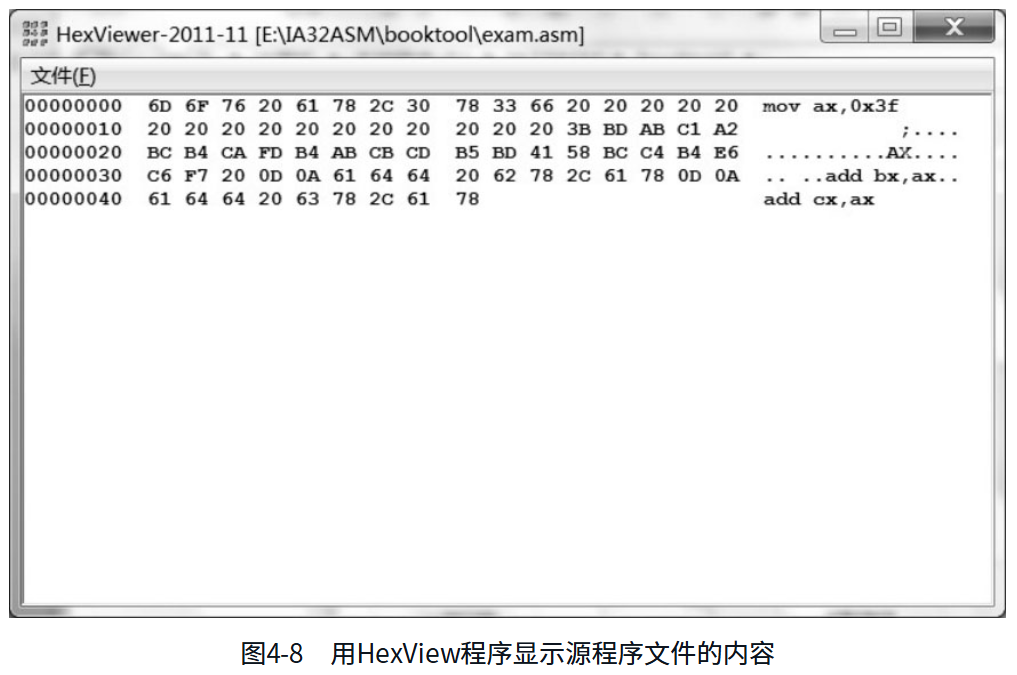 HexViewer-2011-11 [E:\IA32ASM\booktool\exam.asm]
文件(F)
00000000 6D 6F 76 20 61 78 2C 30 78 33 66 20 20 20 20 20 mov ax,0x3f
00000010 20 20 20 20 20 20 20 20 20 20 20 3B BD AB C1 A2 ;....
00000020 BC B4 CA FD B4 AB CB CD B5 BD 41 58 BC C4 B4 E6 ..........AX....
00000030 C6 F7 20 0D 0A 61 64 64 20 62 78 2C 61 78 0D 0A .. ..add bx,ax..
00000040 61 64 64 20 63 78 2C 61 78 add cx,ax
图4-8 用HexView程序显示源程序文件的内容